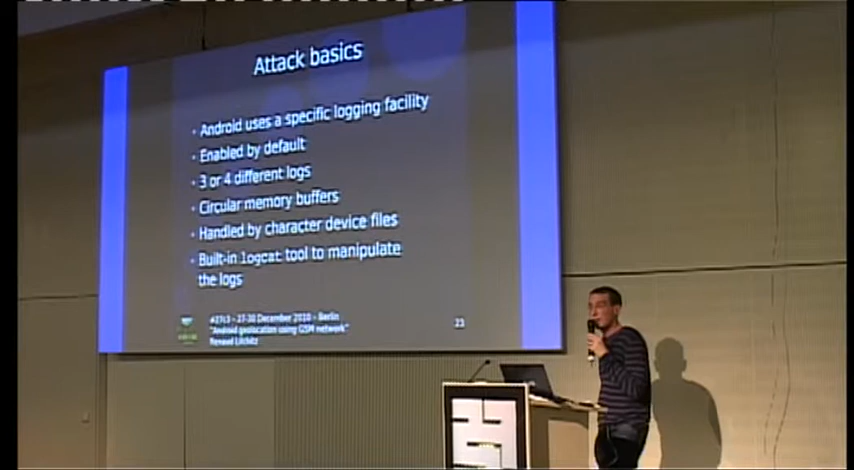 Attack basics
• Android uses a specific logging facility
• Enabled by default
• 3 or 4 different logs
• Circular memory buffers
• Handled by character device files
• Built-in logcat tool to manipulate
the logs
#27c3 – 27-30 December 2010 – Berlin
"Android geolocation using GSM network"
Renaud Lifchitz
23